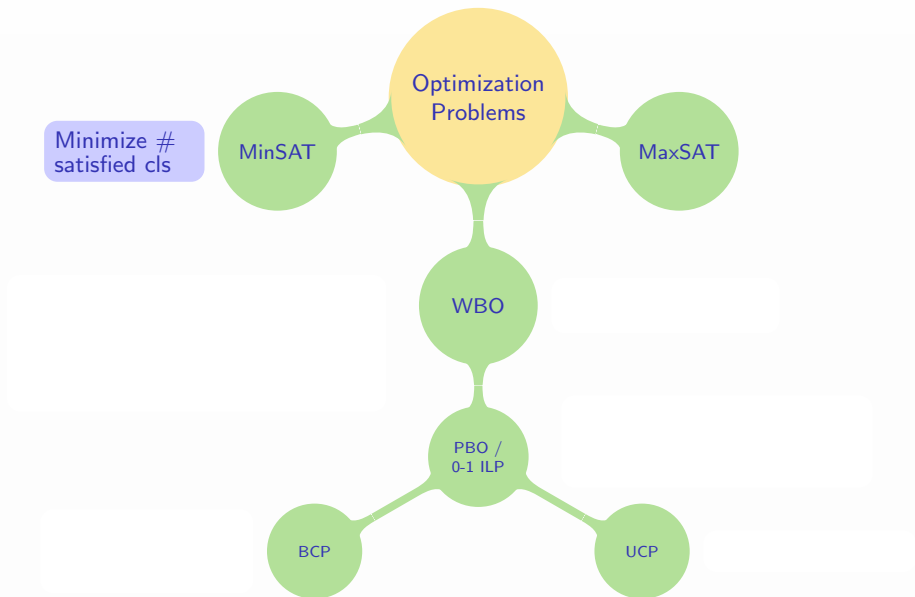 Optimization
Problems
Minimize #
satisfied cls
MinSAT
MaxSAT
WBO
PBO /
0-1 ILP
BCP
UCP